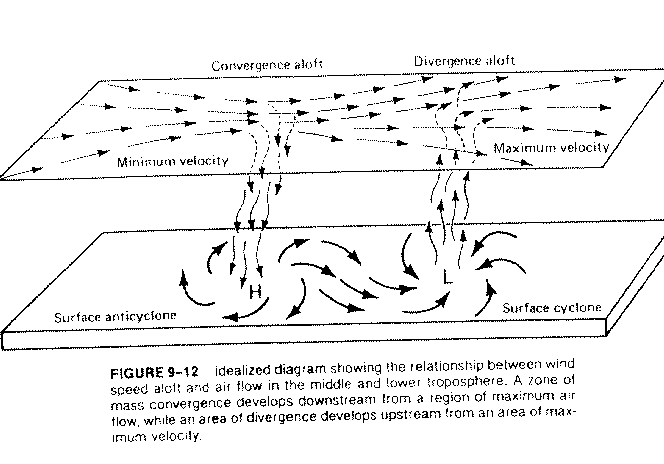 Convergence aloft
Divergence aloft
Minimum velocity
Maximum velocity
H
L
Surface anticyclone
Surface cyclone
FIGURE 9-12 Idealized diagram showing the relationship between wind
speed aloft and air flow in the middle and lower troposphere. A zone of
mass convergence develops downstream from a region of maximum air
flow, while an area of divergence develops upstream from an area of max-
imum velocity.